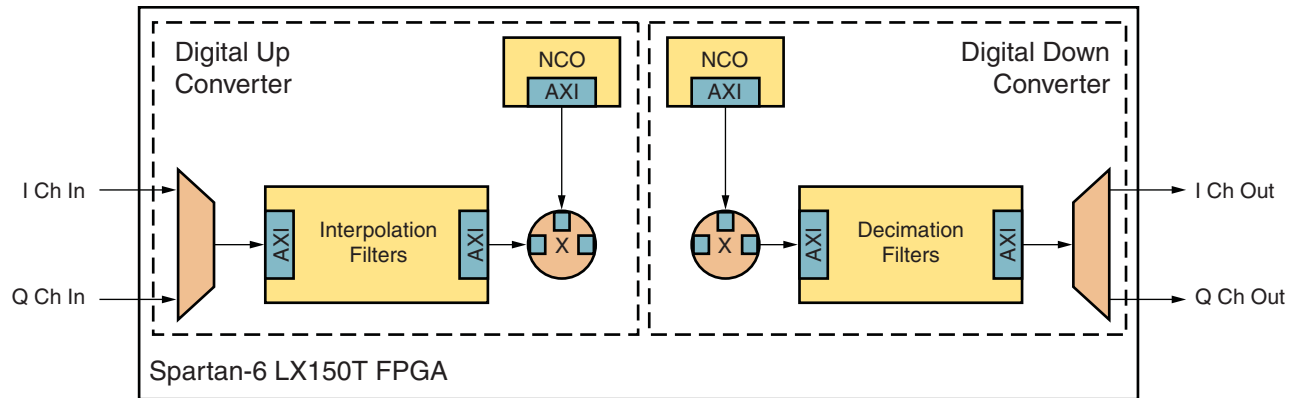 Digital Up
Converter
NCO
AXI
NCO
AXI
Digital Down
Converter
I Ch In
Q Ch In
AXI
Interpolation
Filters
AXI
X
X
AXI
Decimation
Filters
AXI
I Ch Out
Q Ch Out
Spartan-6 LX150T FPGA